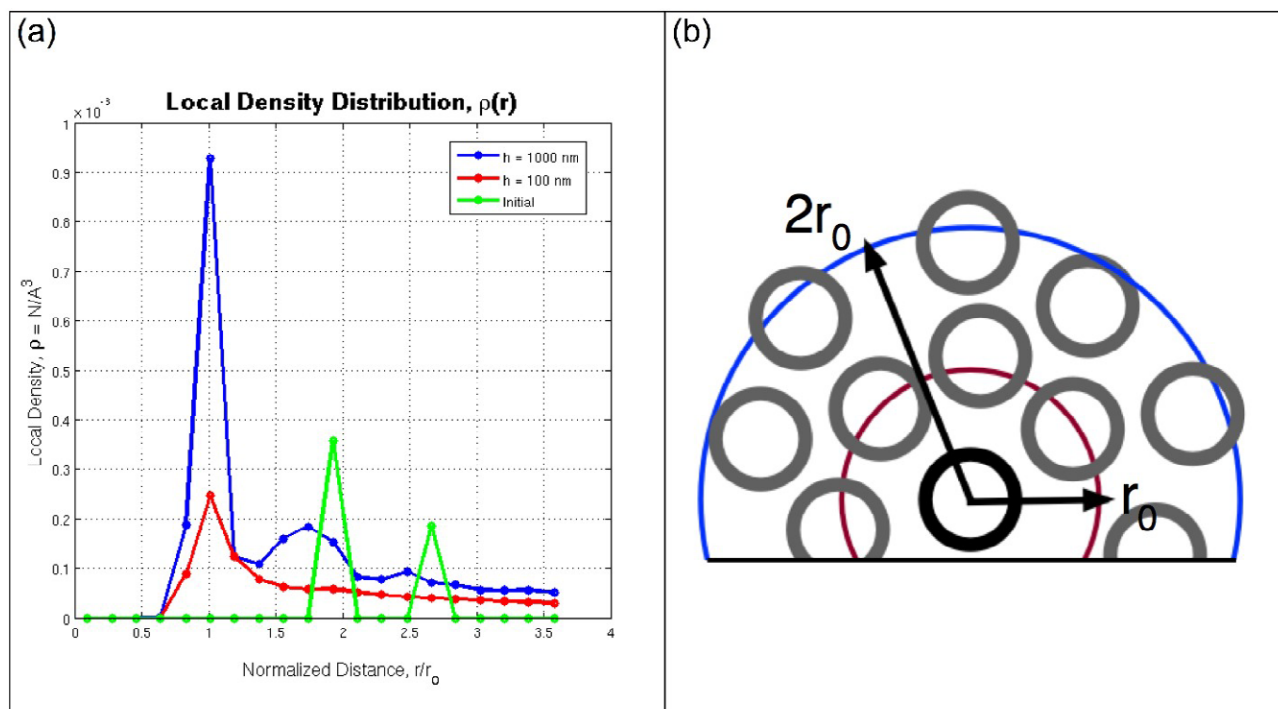 (a)
Local Density Distribution, ρ(r)
× 10⁻³
1
0.9
0.8
0.7
0.6
0.5
0.4
0.3
0.2
0.1
0
Local Density, ρ = N/A³
h = 1000 nm
h = 100 nm
Initial
0 0.5 1 1.5 2 2.5 3.0 3.5 4
Normalized Distance, r/r₀
(b)
2r₀
r₀